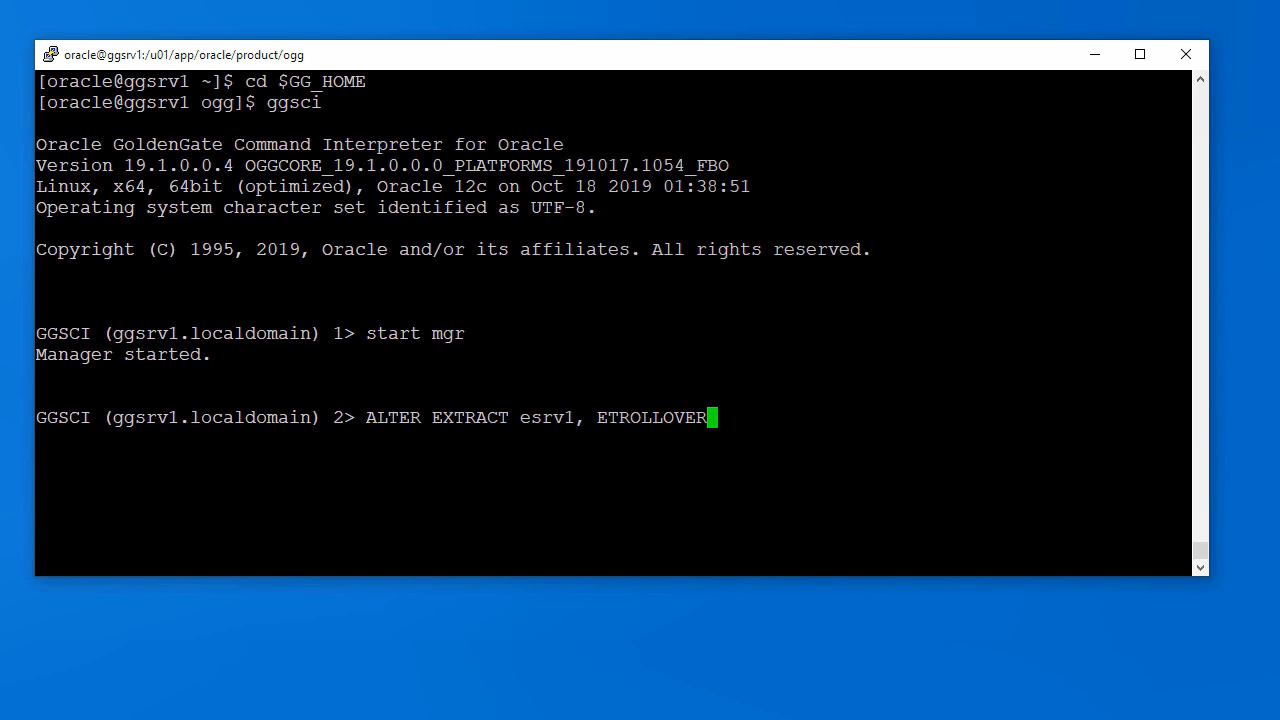 oracle@ggsrv1:/u01/app/oracle/product/ogg
[oracle@ggsrv1 ~]$ cd $GG_HOME
[oracle@ggsrv1 ogg]$ ggsci
Oracle GoldenGate Command Interpreter for Oracle
Version 19.1.0.0.4 OGGCORE_19.1.0.0.0_PLATFORMS_191017.1054_FBO
Linux, x64, 64bit (optimized), Oracle 12c on Oct 18 2019 01:38:51
Operating system character set identified as UTF-8.
Copyright (C) 1995, 2019, Oracle and/or its affiliates. All rights reserved.
GGSCI (ggsrv1.localdomain) 1> start mgr
Manager started.
GGSCI (ggsrv1.localdomain) 2> ALTER EXTRACT esrv1, ETROLLOVER